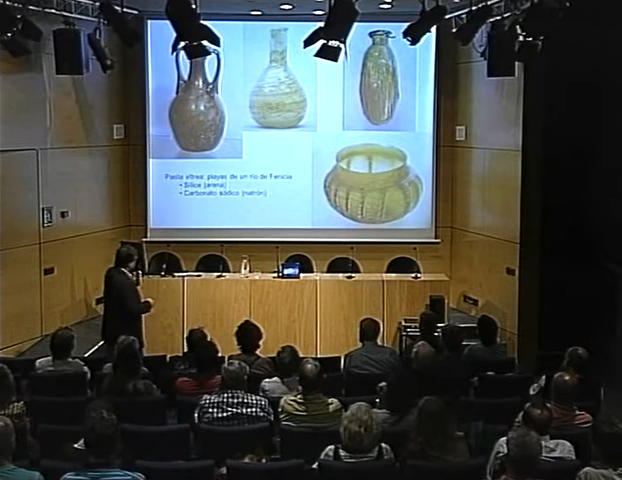 Pasta vítrea: playas de un río de Fenicia
• Sílice (arena)
• Carbonato sódico (natrón)